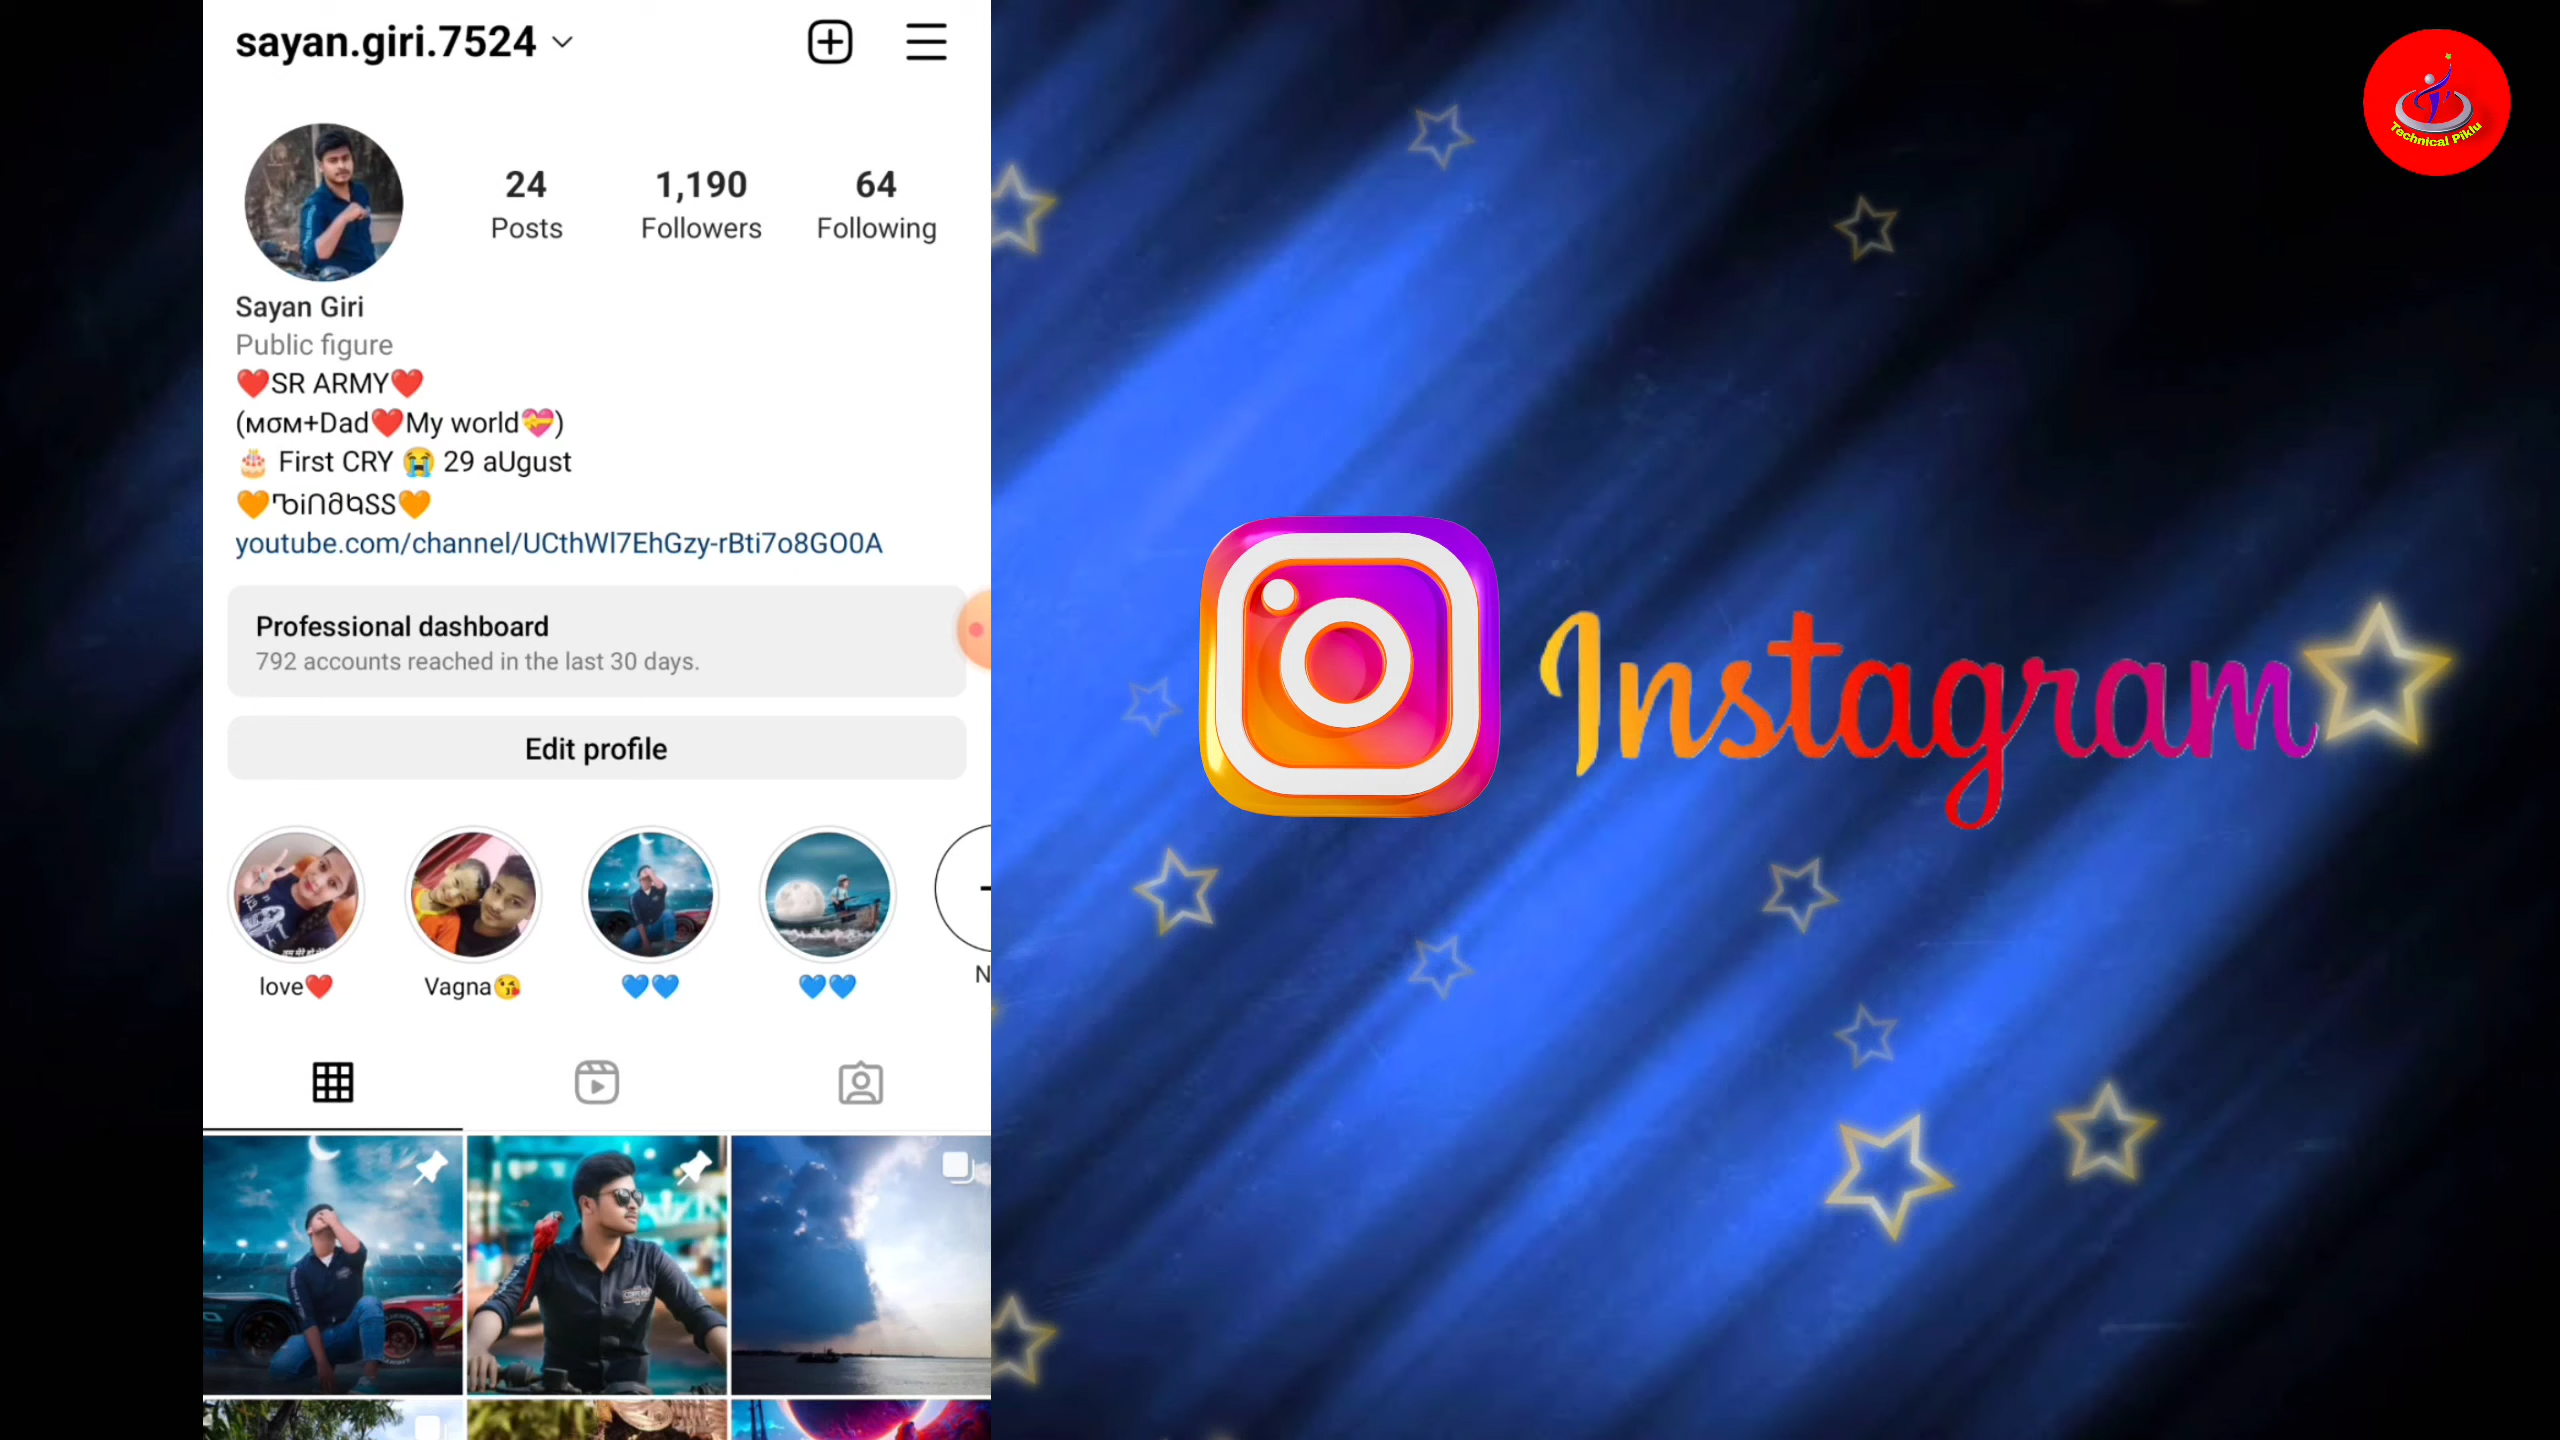 sayan.giri.7524
24
Posts
1,190
Followers
64
Following
Sayan Giri
Public figure
❤️SR ARMY❤️
(мσм+Dad❤️My world💝)
🎂 First CRY 😭 29 aUgust
youtube.com/channel/UCthWl7EhGzy-rBti7o8GO0A
Professional dashboard
792 accounts reached in the last 30 days.
Edit profile
love❤️
Vagna😘
💙💙
💙💙
Instagram
Technical Piklu